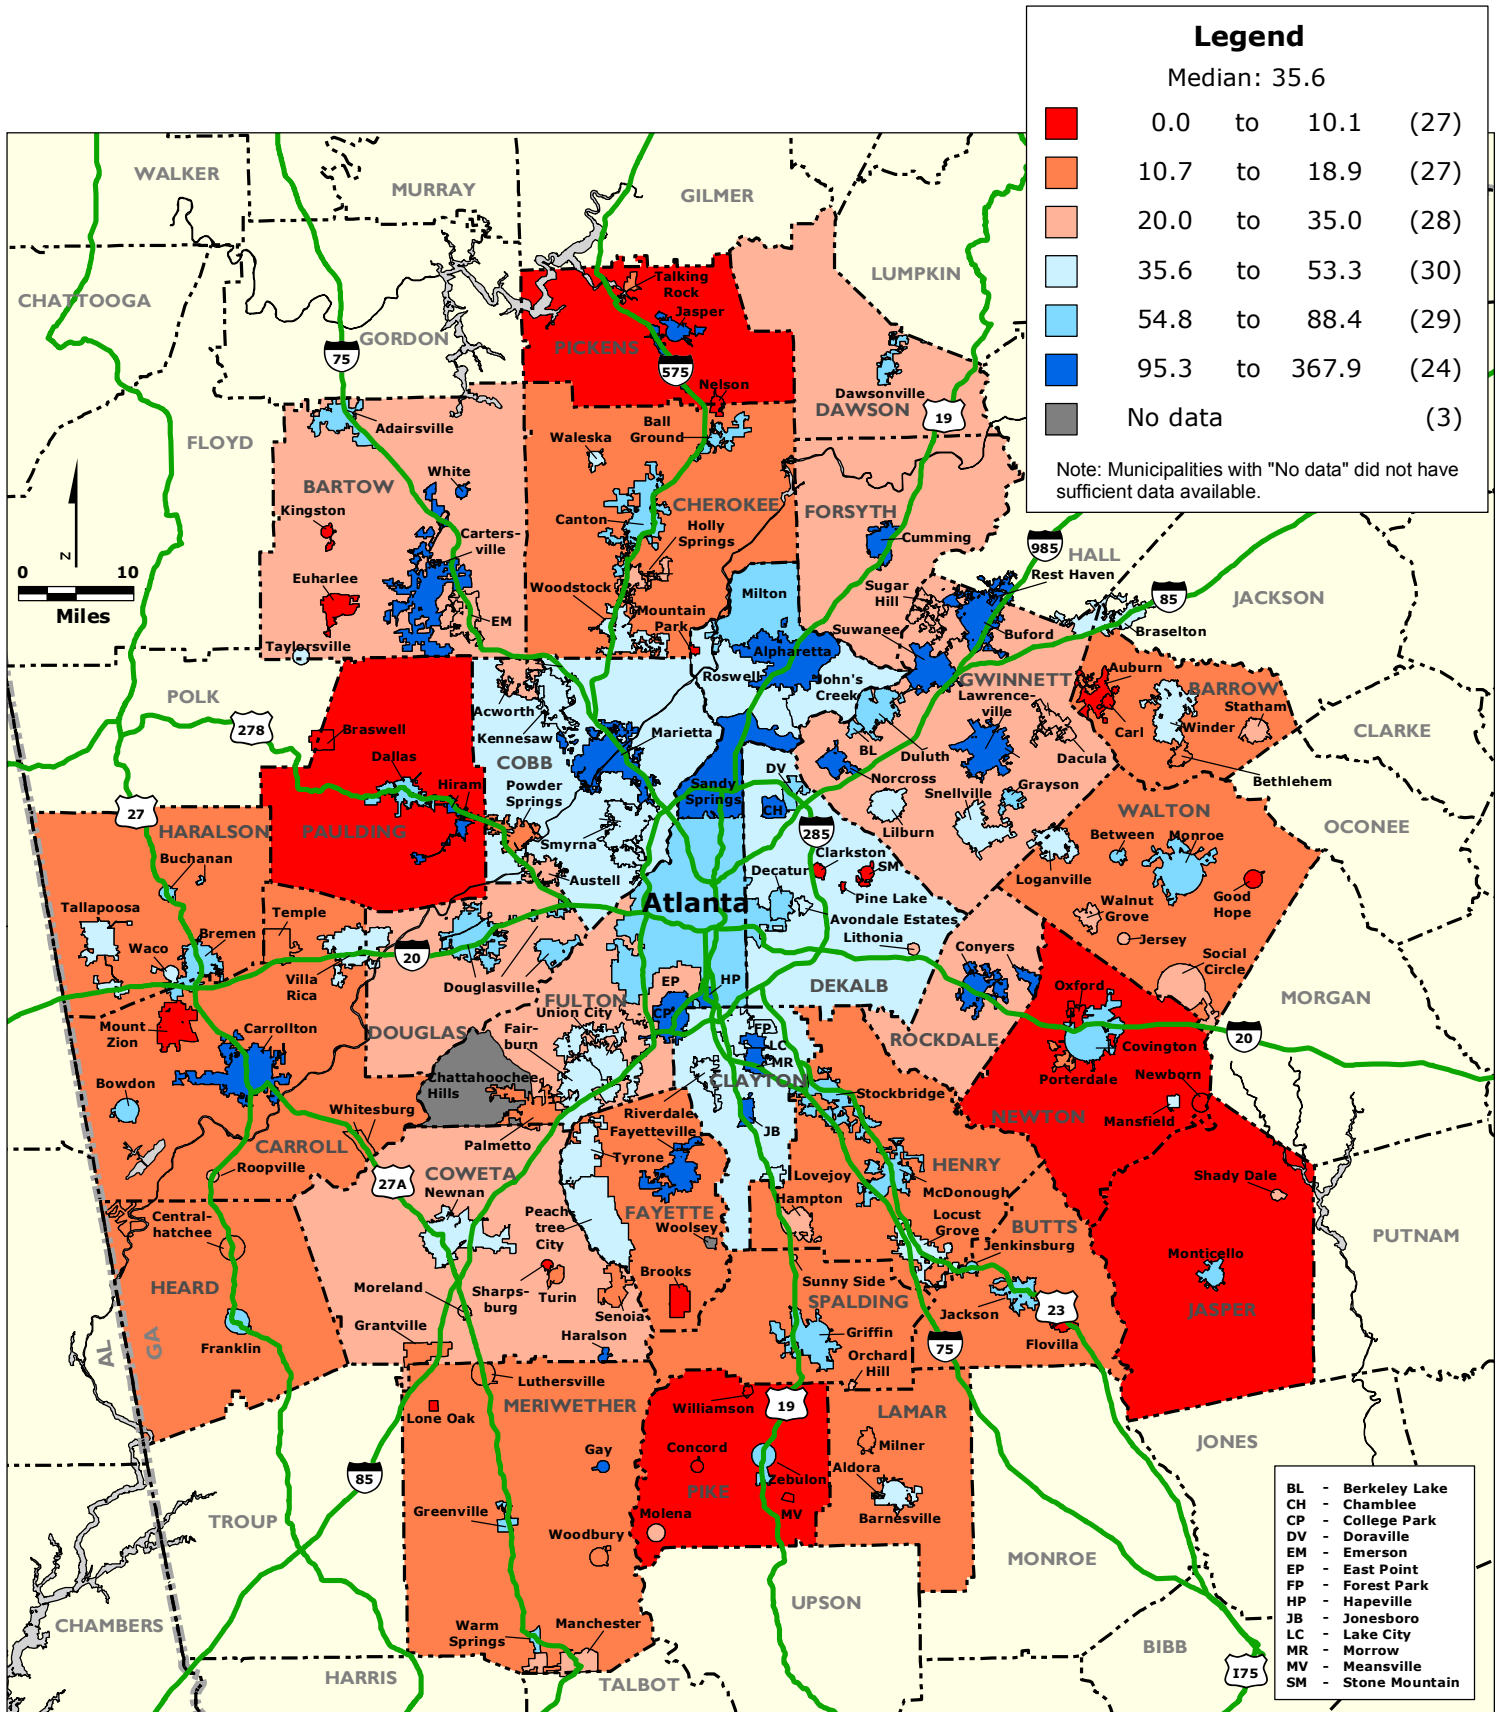 Legend
Median: 35.6
0.0 to 10.1 (27)
10.7 to 18.9 (27)
20.0 to 35.0 (28)
35.6 to 53.3 (30)
54.8 to 88.4 (29)
95.3 to 367.9 (24)
No data (3)
Note: Municipalities with "No data" did not have
sufficient data available.
WALKER
MURRAY
GILMER
LUMPKIN
CHATTOOGA
GORDON
Talking
Rock
Jasper
PICKENS
75
575
Nelson
Dawsonville
DAWSON
19
FLOYD
Adairsville
Ball
Ground
Waleska
White
BARTOW
Kingston
CHEROKEE
FORSYTH
Canton
Holly
Springs
Carters-
ville
Cumming
985
HALL
Rest Haven
N
0 10
Miles
Euharlee
EM
Woodstock
Milton
Sugar
Hill
85
JACKSON
Mountain
Park
Suwanee
Buford
Braselton
Taylorsville
Alpharetta
Roswell
John's
Creek
GWINNETT
Auburn
BARROW
Statham
POLK
Acworth
Kennesaw
Marietta
Lawrence-
ville
Carl
Winder
CLARKE
278
Braswell
Dallas
COBB
BL
Duluth
Dacula
Bethlehem
Hiram
Powder
Springs
DV
Sandy
Springs
CH
Norcross
Snellville
Grayson
27
HARALSON
PAULDING
Smyrna
285
Lilburn
WALTON
Between
Monroe
OCONEE
Buchanan
Austell
Clarkston
SM
Decatur
Pine Lake
Loganville
Good
Hope
Tallapoosa
Temple
Atlanta
Avondale Estates
Walnut
Grove
Waco
Bremen
20
Lithonia
Conyers
Jersey
Social
Circle
Villa
Rica
Douglasville
EP
HP
DEKALB
Oxford
MORGAN
FULTON
Union City
CP
Mount
Zion
Carrollton
DOUGLAS
Fair-
burn
FP
LC
MR
ROCKDALE
Covington
20
Bowdon
Chattahoochee
Hills
CLAYTON
Porterdale
Newborn
Whitesburg
Riverdale
Stockbridge
NEWTON
Mansfield
CARROLL
Palmetto
Fayetteville
JB
Roopville
COWETA
Tyrone
HENRY
Shady Dale
27A
Newnan
Lovejoy
McDonough
Central-
hatchee
Peach
tree
City
FAYETTE
Hampton
Locust
Grove
BUTTS
PUTNAM
Woolsey
Jenkinsburg
Monticello
HEARD
Moreland
Sharps-
burg
Turin
Brooks
Sunny Side
SPALDING
JASPER
Senoia
Jackson
23
AL
GA
Grantville
Franklin
Haralson
Griffin
75
Flovilla
Orchard
Hill
Luthersville
Lone Oak
MERIWETHER
Williamson
19
LAMAR
JONES
Gay
Concord
Milner
85
Zebulon
Aldora
PIKE
Greenville
Molena
MV
Barnesville
TROUP
Woodbury
MONROE
CHAMBERS
Warm
Springs
Manchester
UPSON
BIBB
HARRIS
TALBOT
I75
BL - Berkeley Lake
CH - Chamblee
CP - College Park
DV - Doraville
EM - Emerson
EP - East Point
FP - Forest Park
HP - Hapeville
JB - Jonesboro
LC - Lake City
MR - Morrow
MV - Meansville
SM - Stone Mountain